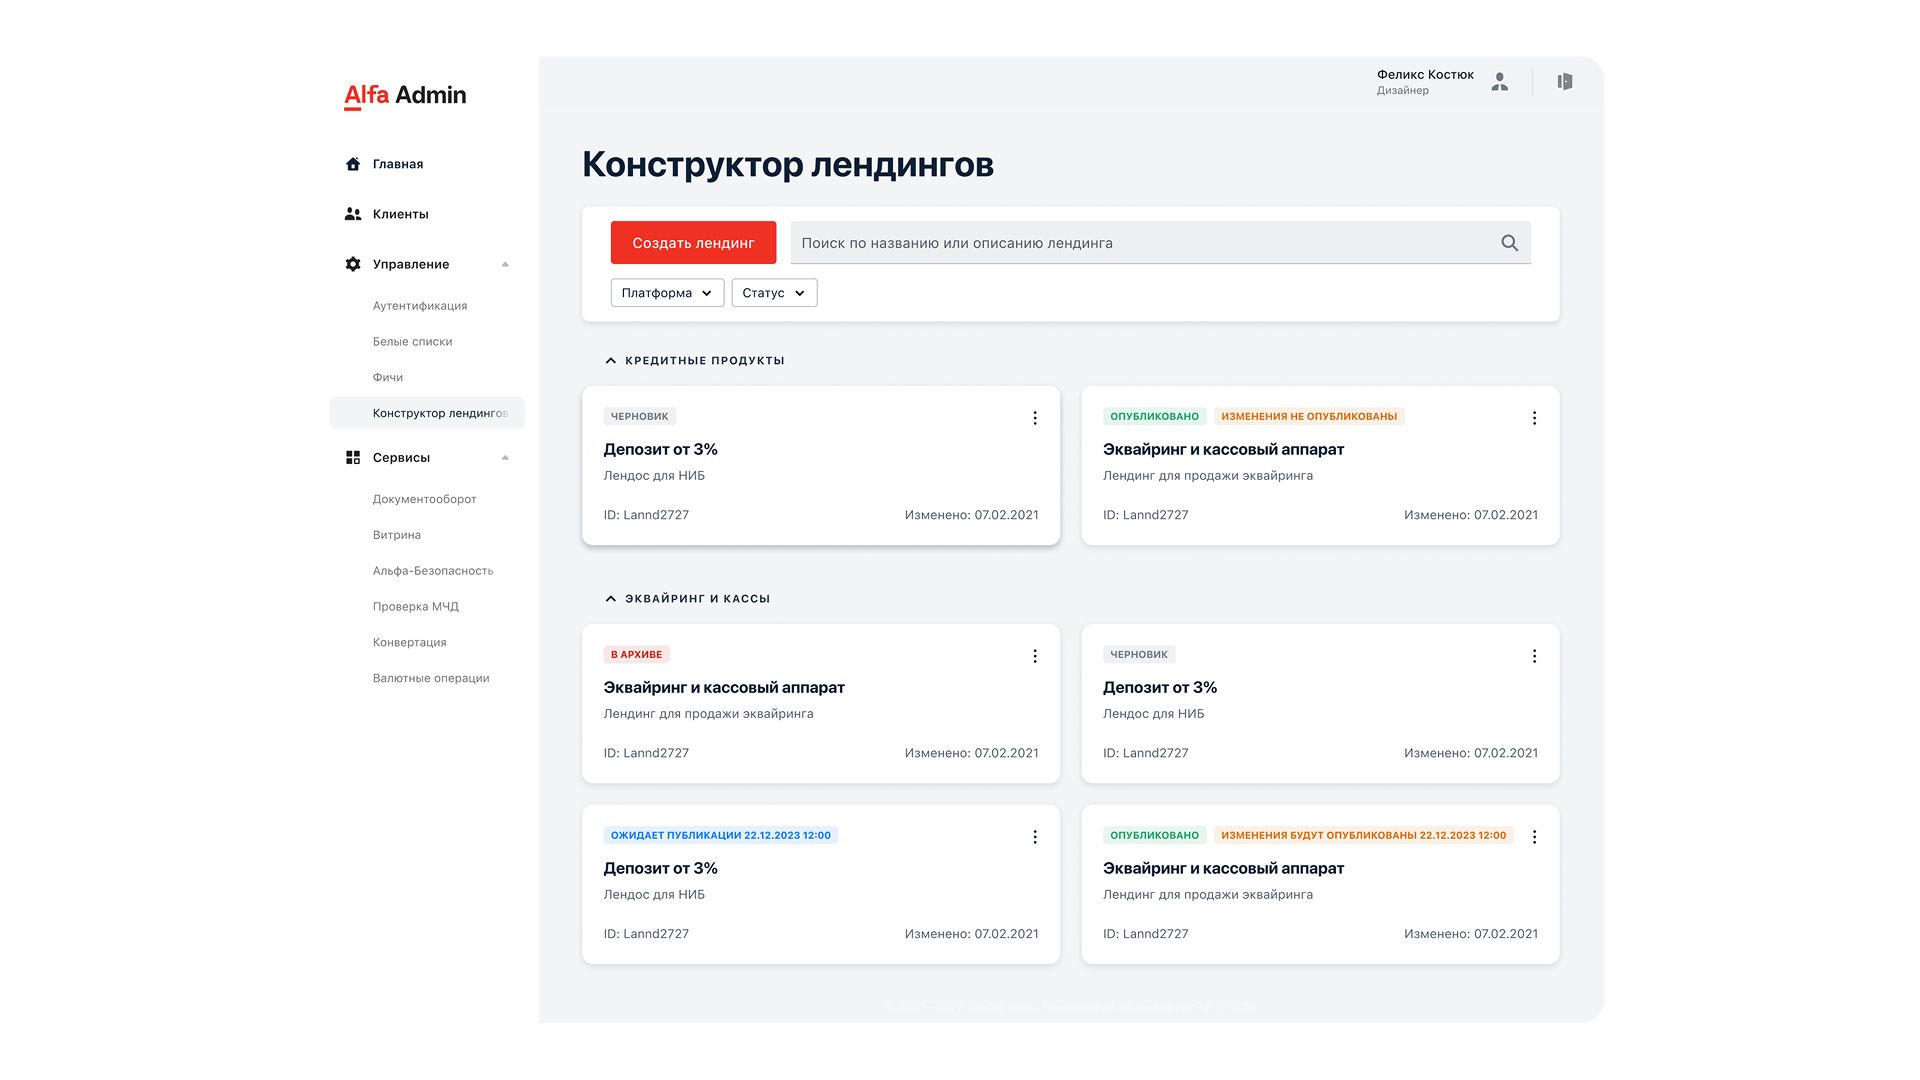 Alfa Admin
Феликс Костюк
Дизайнер
Главная
Клиенты
Управление
Аутентификация
Белые списки
Фичи
Конструктор лендингов
Сервисы
Документооборот
Витрина
Альфа-Безопасность
Проверка МЧД
Конвертация
Валютные операции
Конструктор лендингов
Создать лендинг
Поиск по названию или описанию лендинга
Платформа
Статус
КРЕДИТНЫЕ ПРОДУКТЫ
ЧЕРНОВИК
Депозит от 3%
Лендос для НИБ
ID: Lannd2727 Изменено: 07.02.2021
ОПУБЛИКОВАНО ИЗМЕНЕНИЯ НЕ ОПУБЛИКОВАНЫ
Эквайринг и кассовый аппарат
Лендинг для продажи эквайринга
ID: Lannd2727 Изменено: 07.02.2021
ЭКВАЙРИНГ И КАССЫ
В АРХИВЕ
Эквайринг и кассовый аппарат
Лендинг для продажи эквайринга
ID: Lannd2727 Изменено: 07.02.2021
ЧЕРНОВИК
Депозит от 3%
Лендос для НИБ
ID: Lannd2727 Изменено: 07.02.2021
ОЖИДАЕТ ПУБЛИКАЦИИ 22.12.2023 12:00
Депозит от 3%
Лендос для НИБ
ID: Lannd2727 Изменено: 07.02.2021
ОПУБЛИКОВАНО ИЗМЕНЕНИЯ БУДУТ ОПУБЛИКОВАНЫ 22.12.2023 12:00
Эквайринг и кассовый аппарат
Лендинг для продажи эквайринга
ID: Lannd2727 Изменено: 07.02.2021